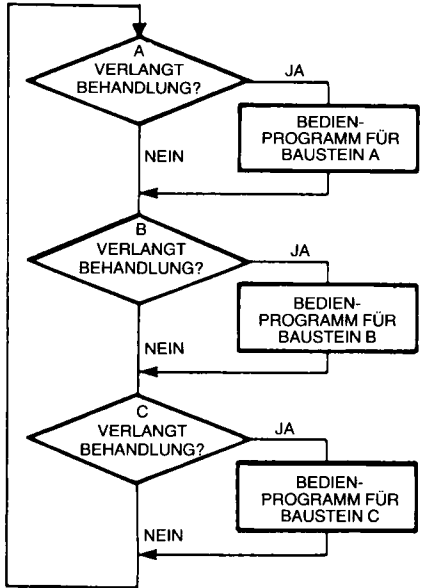 A
VERLANGT
BEHANDLUNG?
JA
BEDIEN-
PROGRAMM FÜR
BAUSTEIN A
NEIN
B
VERLANGT
BEHANDLUNG?
JA
BEDIEN-
PROGRAMM FÜR
BAUSTEIN B
NEIN
C
VERLANGT
BEHANDLUNG?
JA
BEDIEN-
PROGRAMM FÜR
BAUSTEIN C
NEIN